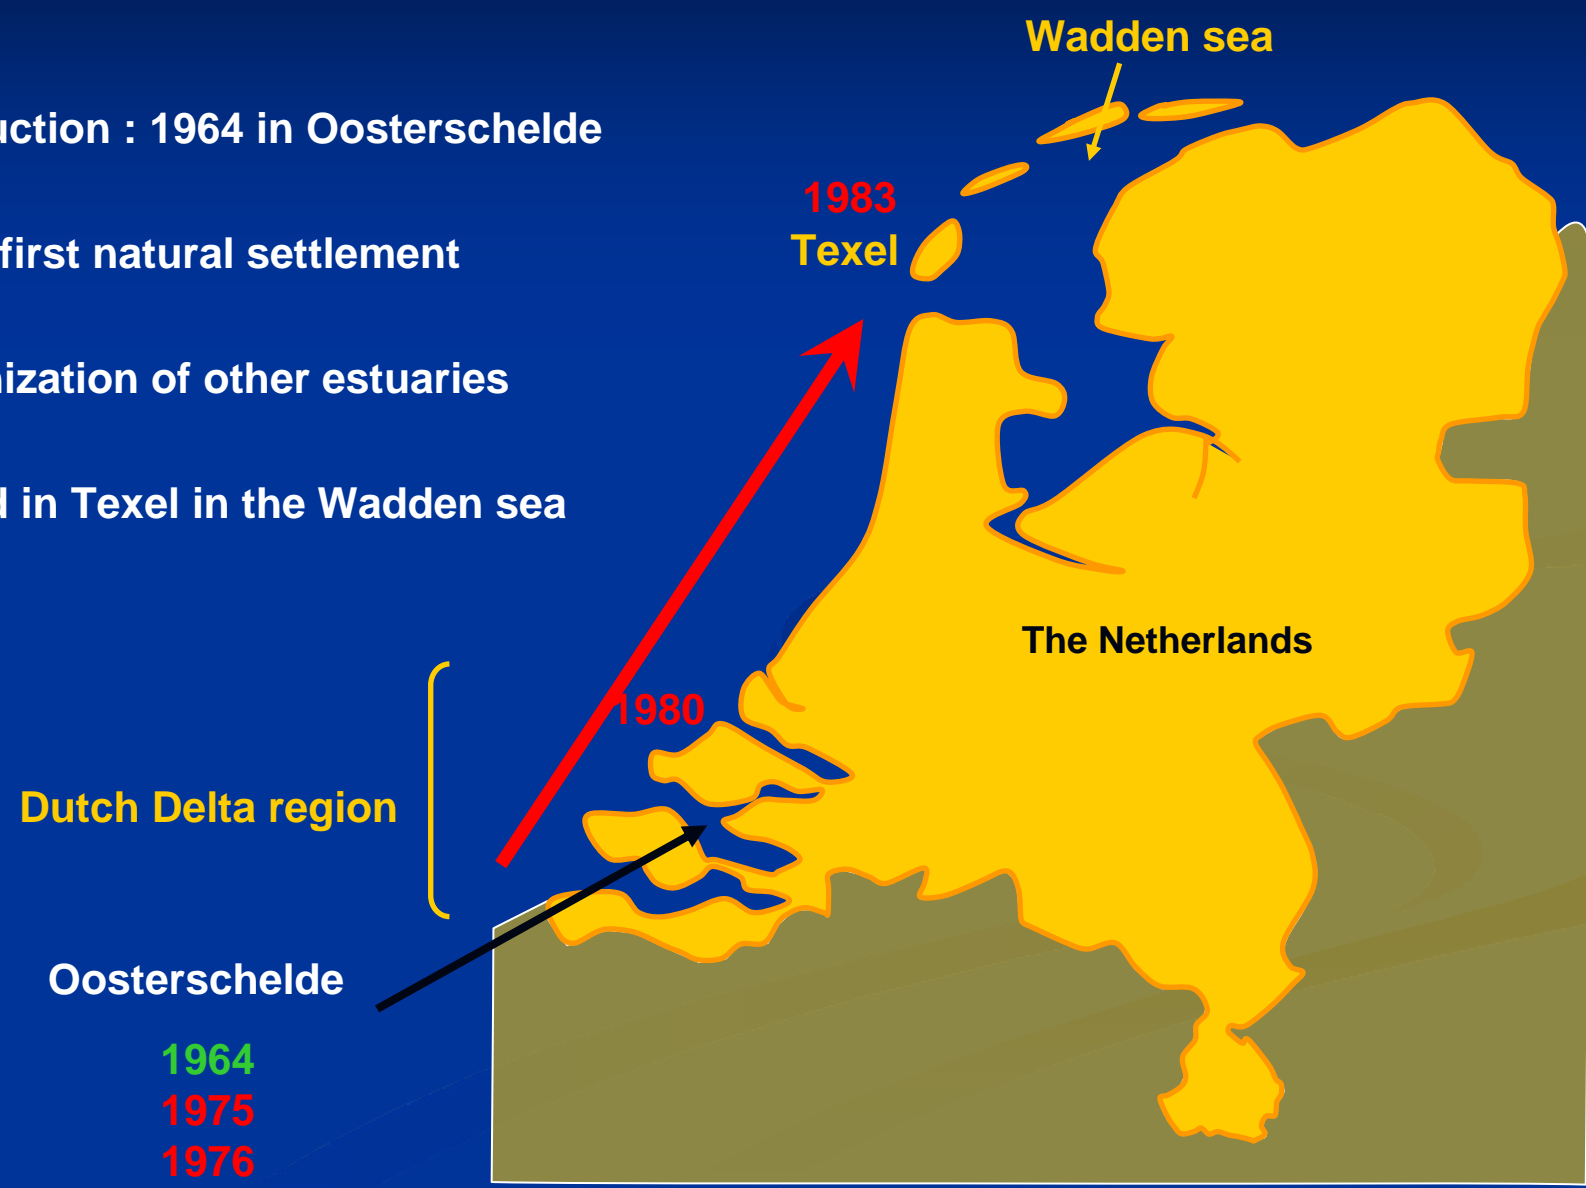 Wadden sea
uction : 1964 in Oosterschelde
1983
Texel
first natural settlement
nization of other estuaries
d in Texel in the Wadden sea
The Netherlands
1980
Dutch Delta region
Oosterschelde
1964
1975
1976